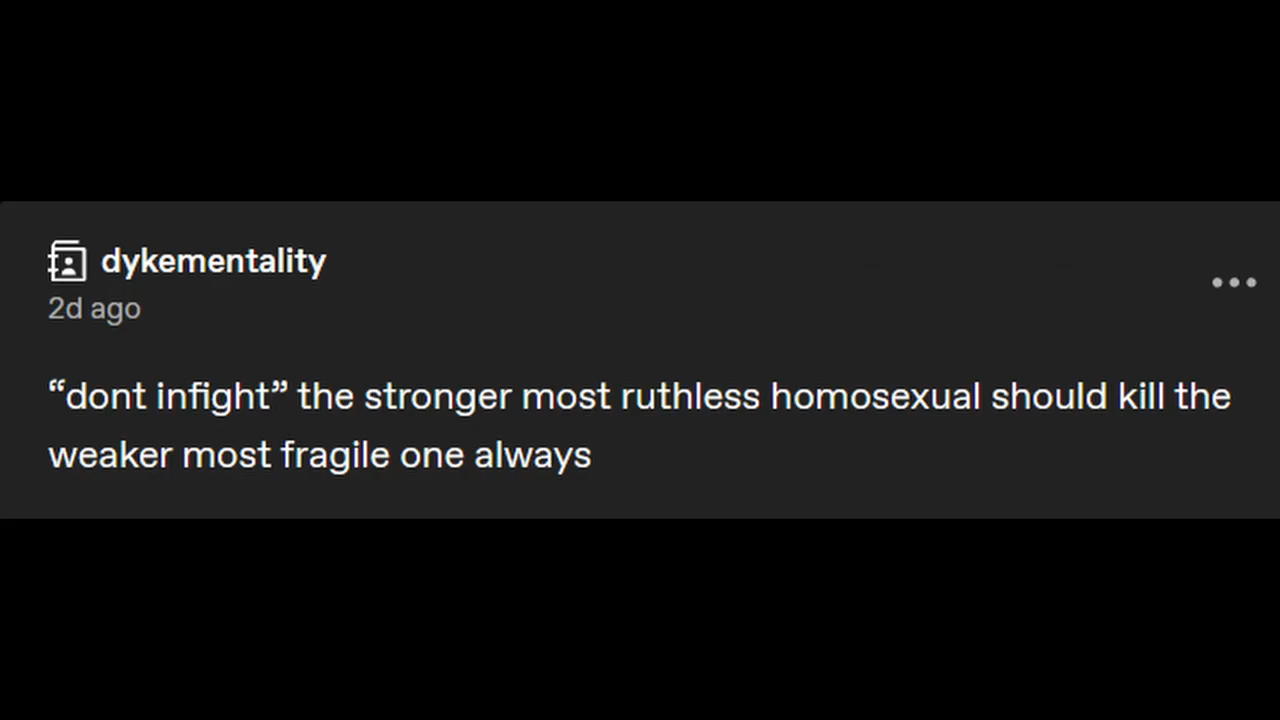 dykementality
2d ago
“dont infight” the stronger most ruthless homosexual should kill the
weaker most fragile one always